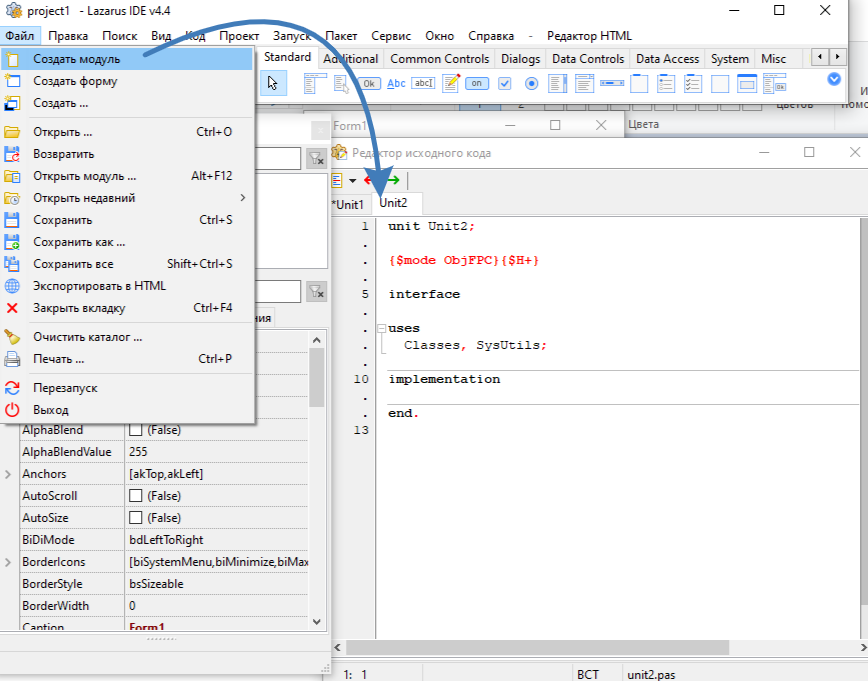 project1 - Lazarus IDE v4.4
Файл Правка Поиск Вид Код Проект Запуск Пакет Сервис Окно Справка - Редактор HTML
Standard Additional Common Controls Dialogs Data Controls Data Access System Misc
Ok Abc abc on
Создать модуль
Создать форму
Создать ...
Открыть ... Ctrl+O
Возвратить
Открыть модуль ... Alt+F12
Открыть недавний
Сохранить Ctrl+S
Сохранить как ...
Сохранить все Shift+Ctrl+S
Экспортировать в HTML
Закрыть вкладку Ctrl+F4
Очистить каталог ...
Печать ... Ctrl+P
Перезапуск
Выход
Form1
Цвета
Редактор исходного кода
*Unit1 Unit2
1 unit Unit2;
.
. {$mode ObjFPC}{$H+}
.
5 interface
.
. uses
. Classes, SysUtils;
.
10 implementation
.
. end.
13
AlphaBlend (False)
AlphaBlendValue 255
Anchors [akTop,akLeft]
AutoScroll (False)
AutoSize (False)
BiDiMode bdLeftToRight
BorderIcons [biSystemMenu,biMinimize,biMax
BorderStyle bsSizeable
BorderWidth 0
Caption Form1
1: 1 ВСТ unit2.pas